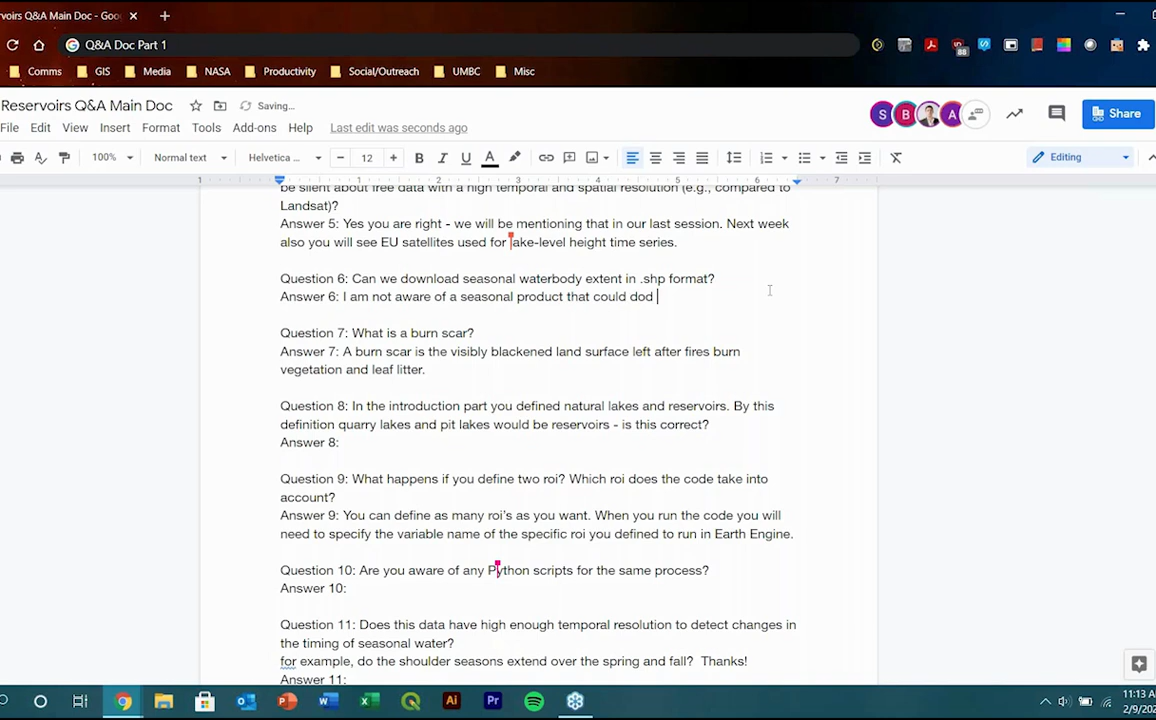 voirs Q&A Main Doc - Goo
Q&A Doc Part 1
88
Comms GIS Media NASA Productivity Social/Outreach UMBC Misc
Reservoirs Q&A Main Doc Saving...
S B A Share
File Edit View Insert Format Tools Add-ons Help Last edit was seconds ago
100% Normal text Helvetica ... 12 B I U A Editing
1 1 2 3 4 5 6 7
be silent about free data with a high temporal and spatial resolution (e.g., compared to
Landsat)?
Answer 5: Yes you are right - we will be mentioning that in our last session. Next week
also you will see EU satellites used for lake-level height time series.
Question 6: Can we download seasonal waterbody extent in .shp format?
Answer 6: I am not aware of a seasonal product that could dod
Question 7: What is a burn scar?
Answer 7: A burn scar is the visibly blackened land surface left after fires burn
vegetation and leaf litter.
Question 8: In the introduction part you defined natural lakes and reservoirs. By this
definition quarry lakes and pit lakes would be reservoirs - is this correct?
Answer 8:
Question 9: What happens if you define two roi? Which roi does the code take into
account?
Answer 9: You can define as many roi's as you want. When you run the code you will
need to specify the variable name of the specific roi you defined to run in Earth Engine.
Question 10: Are you aware of any Python scripts for the same process?
Answer 10:
Question 11: Does this data have high enough temporal resolution to detect changes in
the timing of seasonal water?
for example, do the shoulder seasons extend over the spring and fall? Thanks!
Answer 11:
Ai Pr
11:13 A
2/9/20